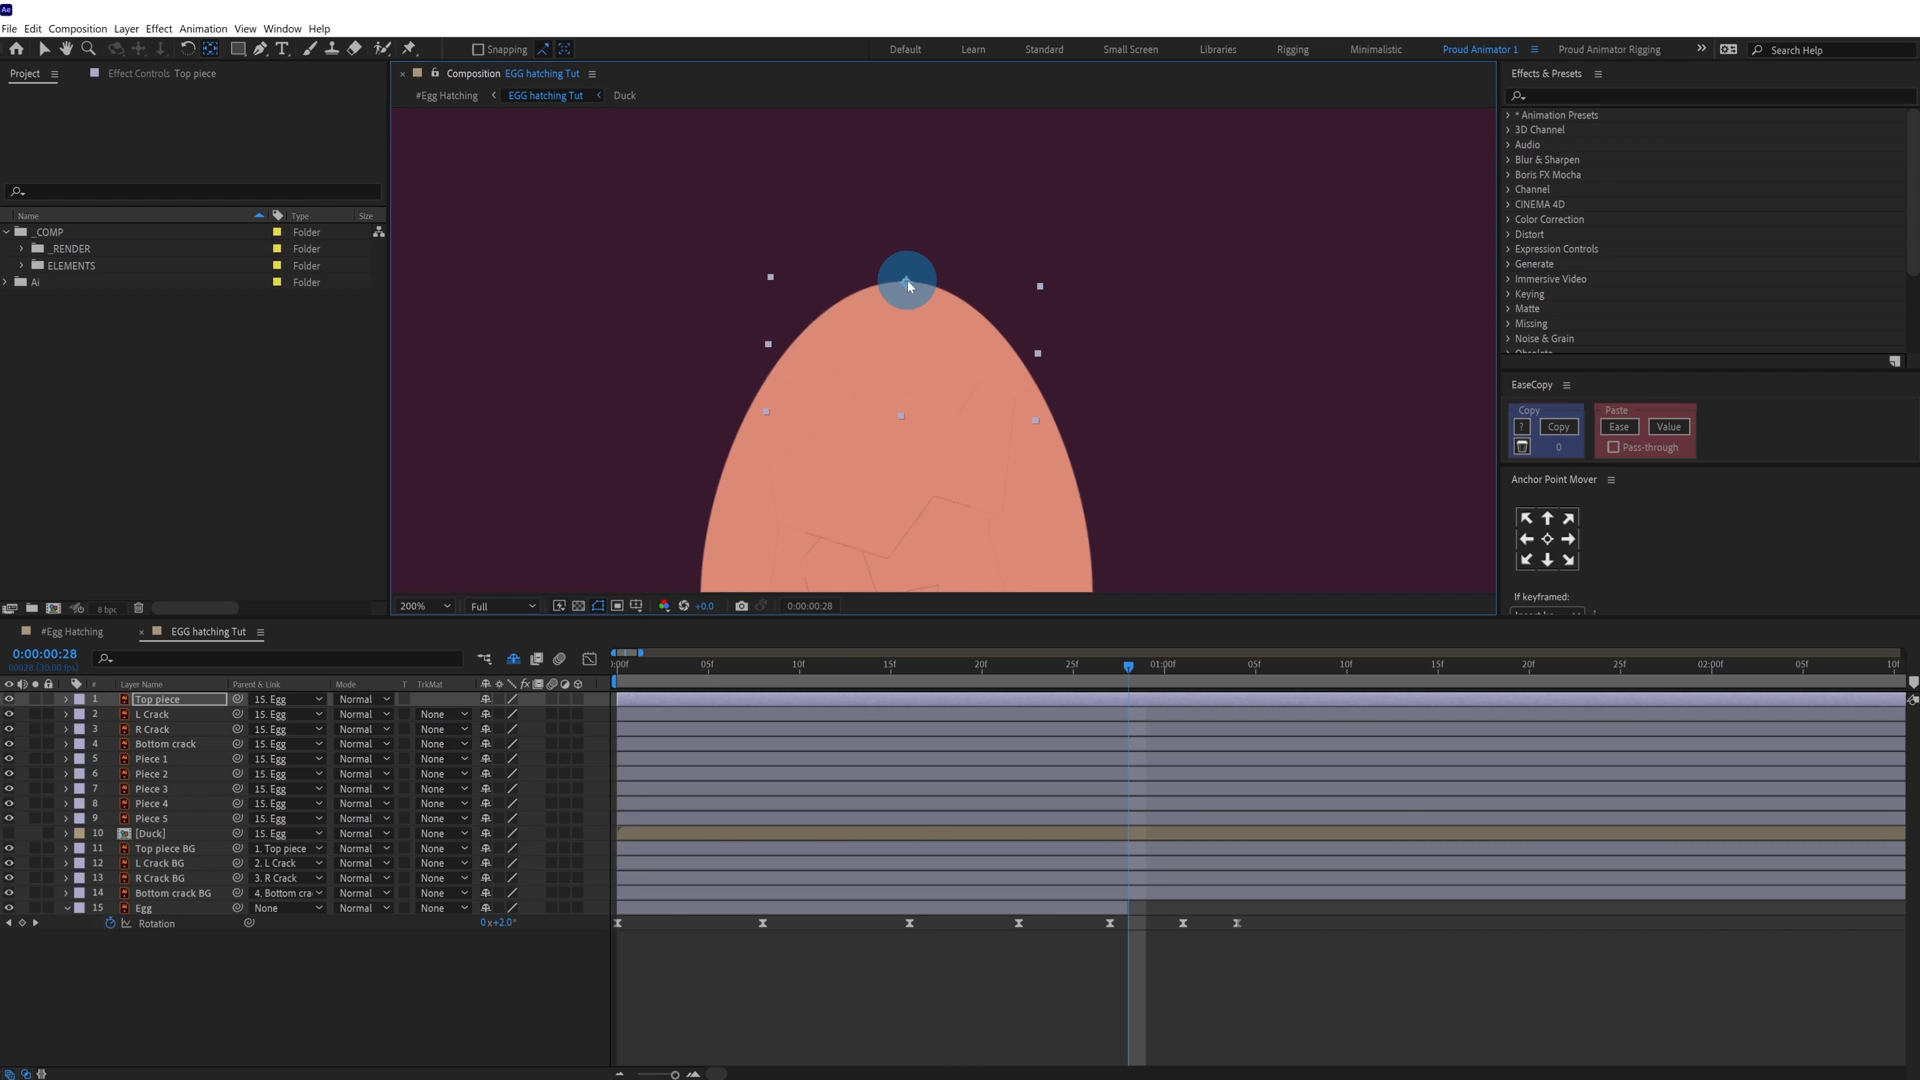 Ae
File Edit Composition Layer Effect Animation View Window Help
Snapping
Default Learn Standard Small Screen Libraries Rigging Minimalistic Proud Animator 1 Proud Animator Rigging Search Help
Project Effect Controls Top piece
Composition EGG hatching Tut
#Egg Hatching EGG hatching Tut Duck
Name Type Size
_COMP Folder
_RENDER Folder
ELEMENTS Folder
Ai Folder
8 bpc
200% Full +0.0 0:00:00:28
Effects & Presets
* Animation Presets
3D Channel
Audio
Blur & Sharpen
Boris FX Mocha
Channel
CINEMA 4D
Color Correction
Distort
Expression Controls
Generate
Immersive Video
Keying
Matte
Missing
Noise & Grain
Obsolete
EaseCopy
Copy Paste
? Copy Ease Value
0 Pass-through
Anchor Point Mover
If keyframed:
#Egg Hatching EGG hatching Tut
0:00:00:28
00028 (30.00 fps)
:00f 05f 10f 15f 20f 25f 01:00f 05f 10f 15f 20f 25f 02:00f 05f 10f
# Layer Name Parent & Link Mode T TrkMat
1 Top piece 15. Egg Normal
2 L Crack 15. Egg Normal None
3 R Crack 15. Egg Normal None
4 Bottom crack 15. Egg Normal None
5 Piece 1 15. Egg Normal None
6 Piece 2 15. Egg Normal None
7 Piece 3 15. Egg Normal None
8 Piece 4 15. Egg Normal None
9 Piece 5 15. Egg Normal None
10 [Duck] 15. Egg Normal None
11 Top piece BG 1. Top piece Normal None
12 L Crack BG 2. L Crack Normal None
13 R Crack BG 3. R Crack Normal None
14 Bottom crack BG 4. Bottom cra Normal None
15 Egg None Normal None
Rotation 0x+2.0°